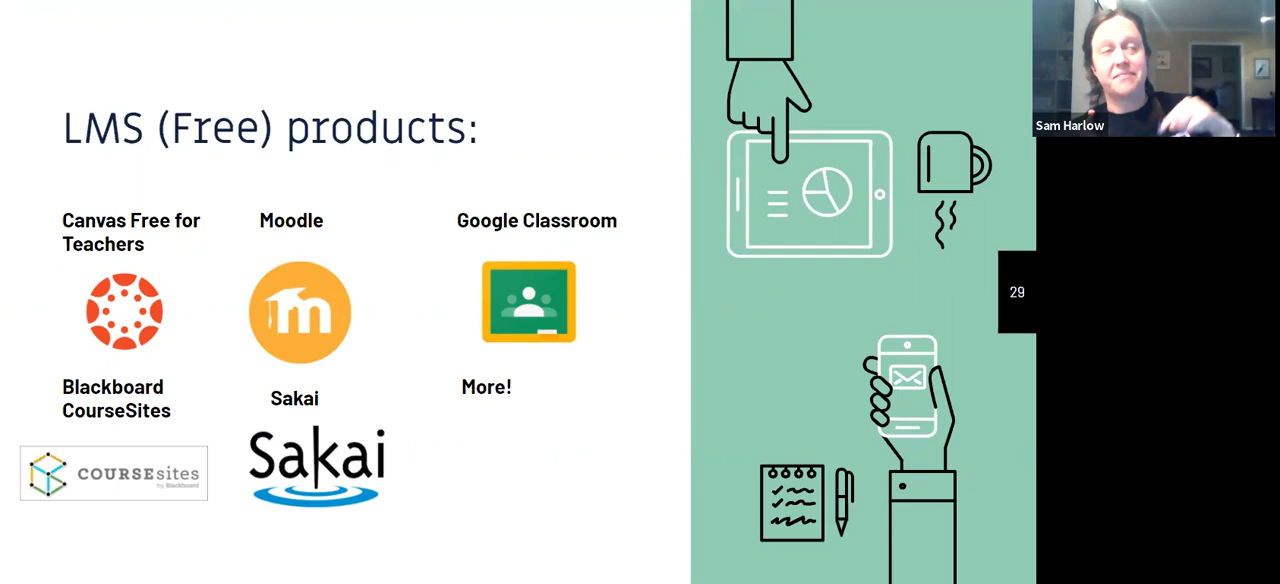 LMS (Free) products:
Canvas Free for
Teachers
Moodle
Google Classroom
m
Blackboard
CourseSites
Sakai
More!
COURSEsites
by Blackboard
Sakai
29
Sam Harlow